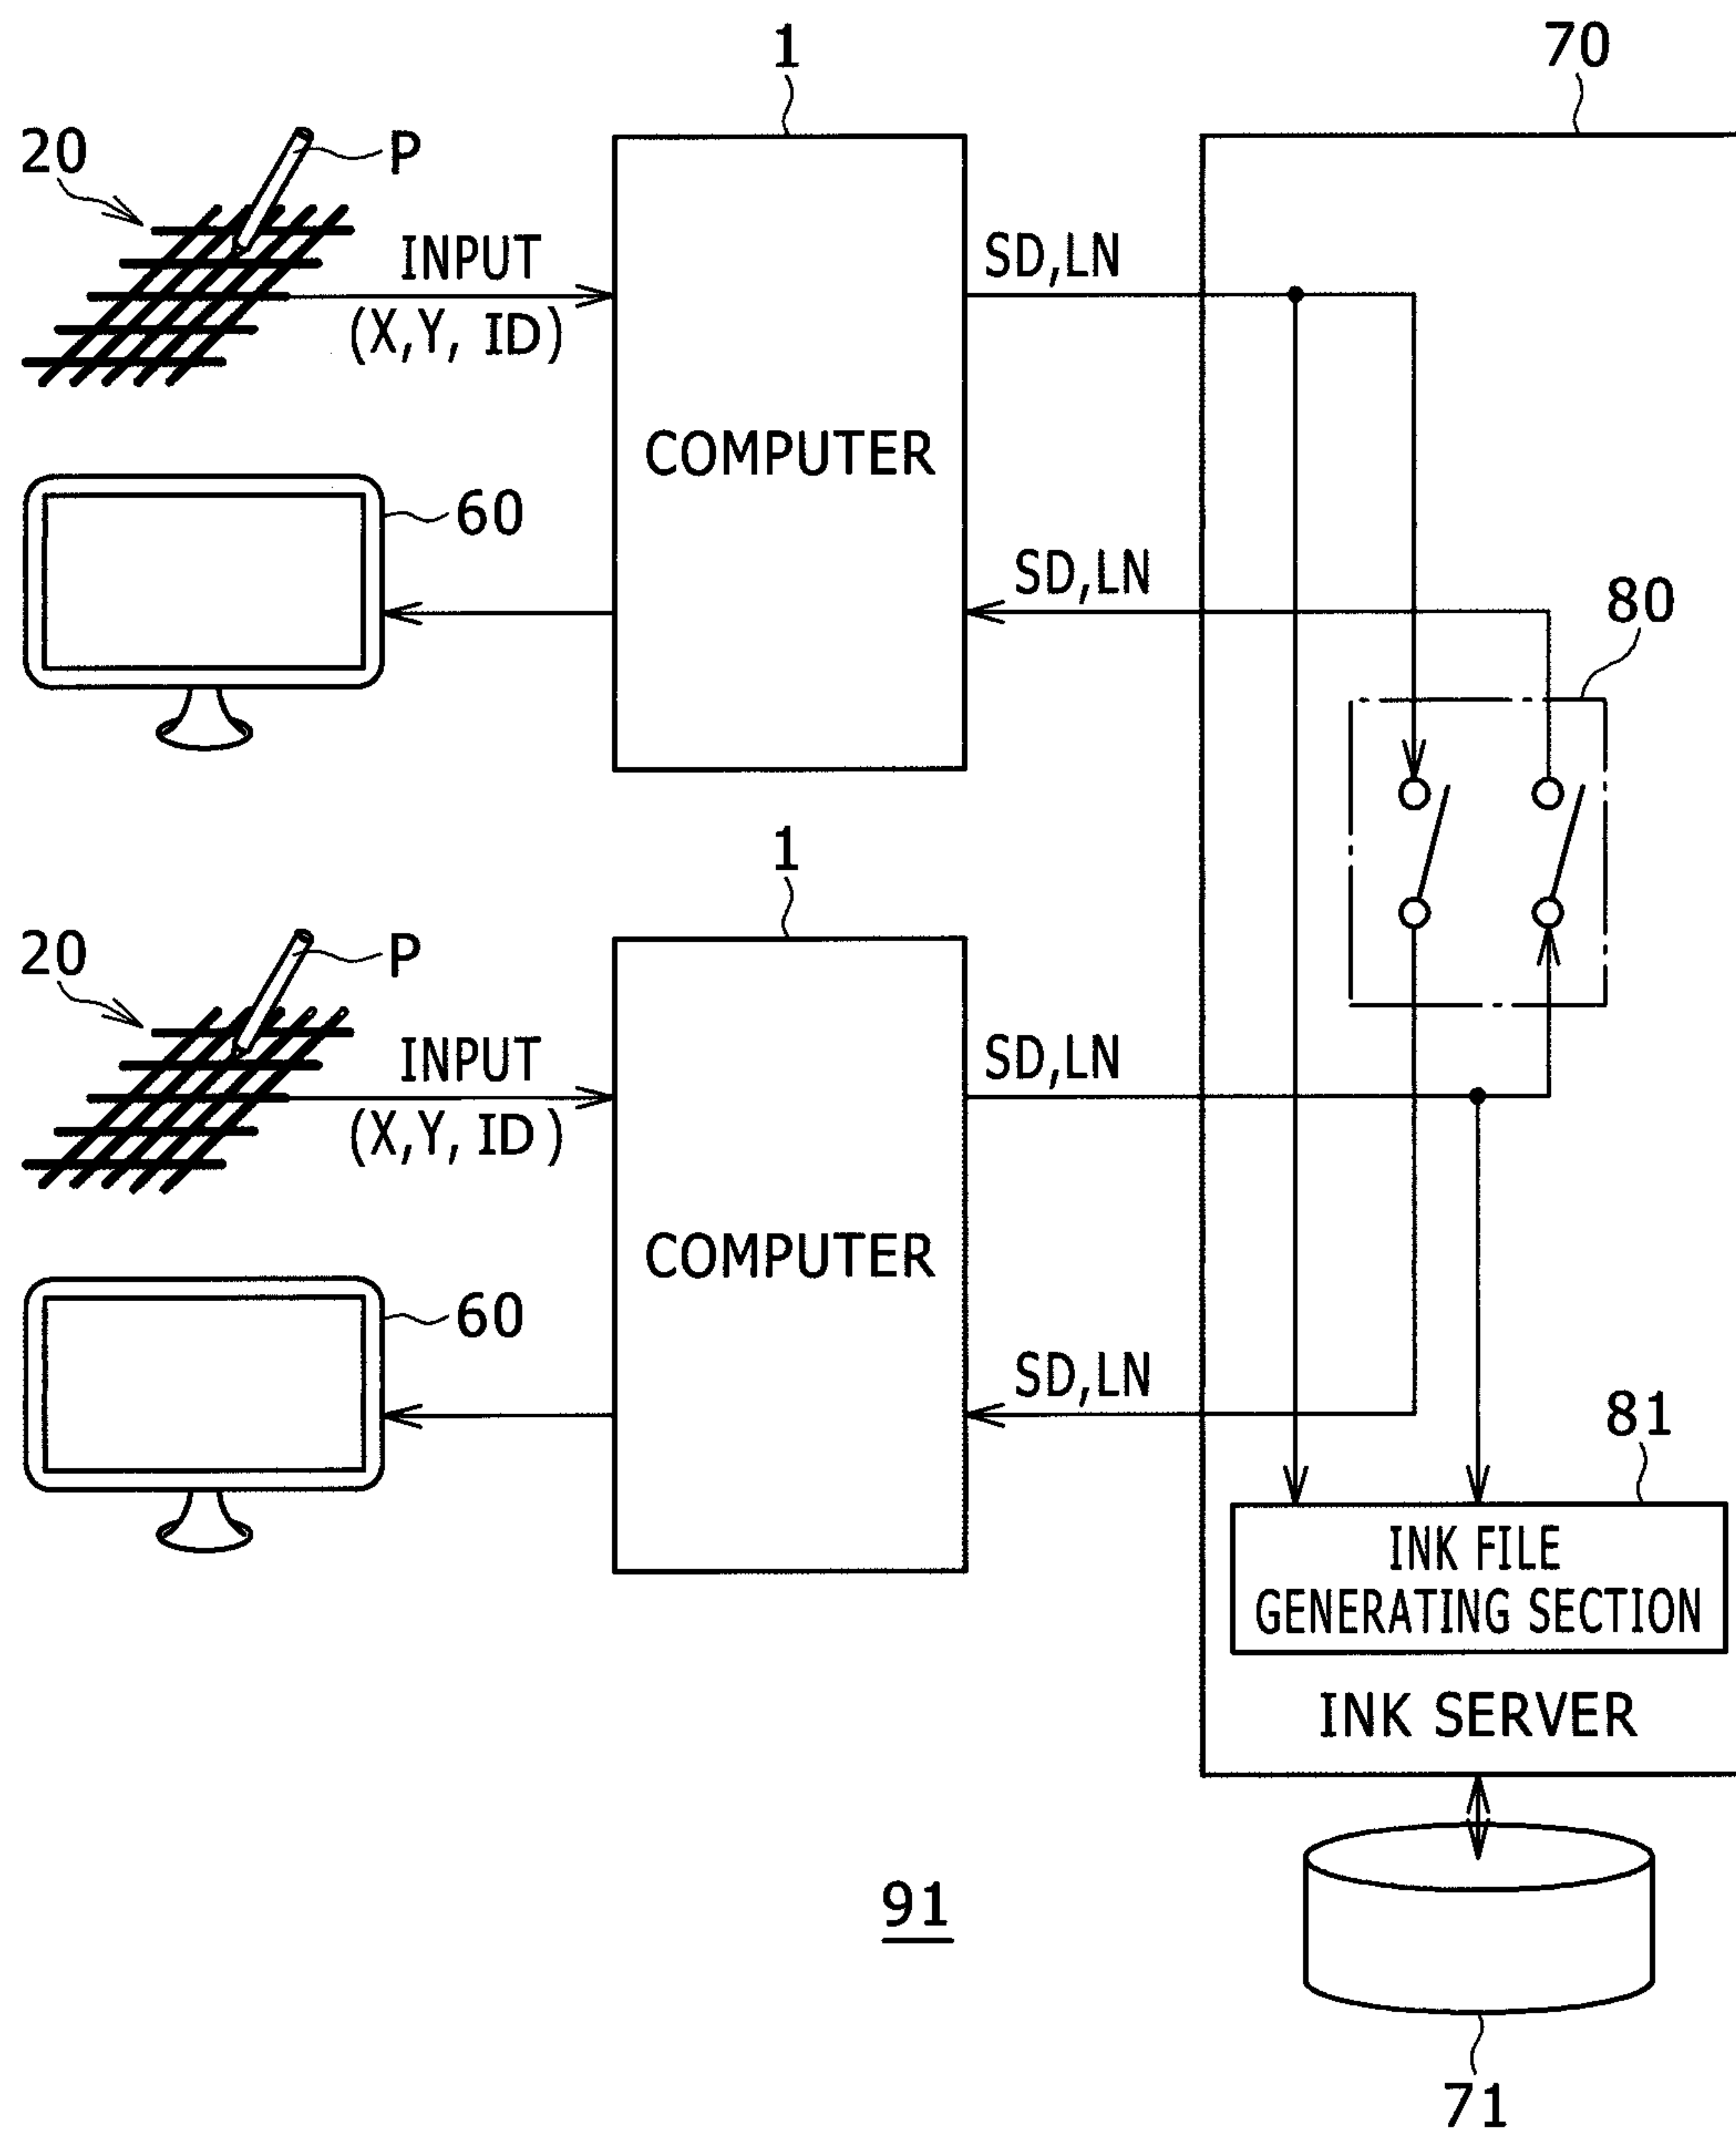 1
70
20
P
INPUT
(X,Y, ID)
SD,LN
COMPUTER
60
SD,LN
80
1
20
P
INPUT
(X,Y, ID)
SD,LN
COMPUTER
60
SD,LN
81
INK FILE
GENERATING SECTION
INK SERVER
91
71